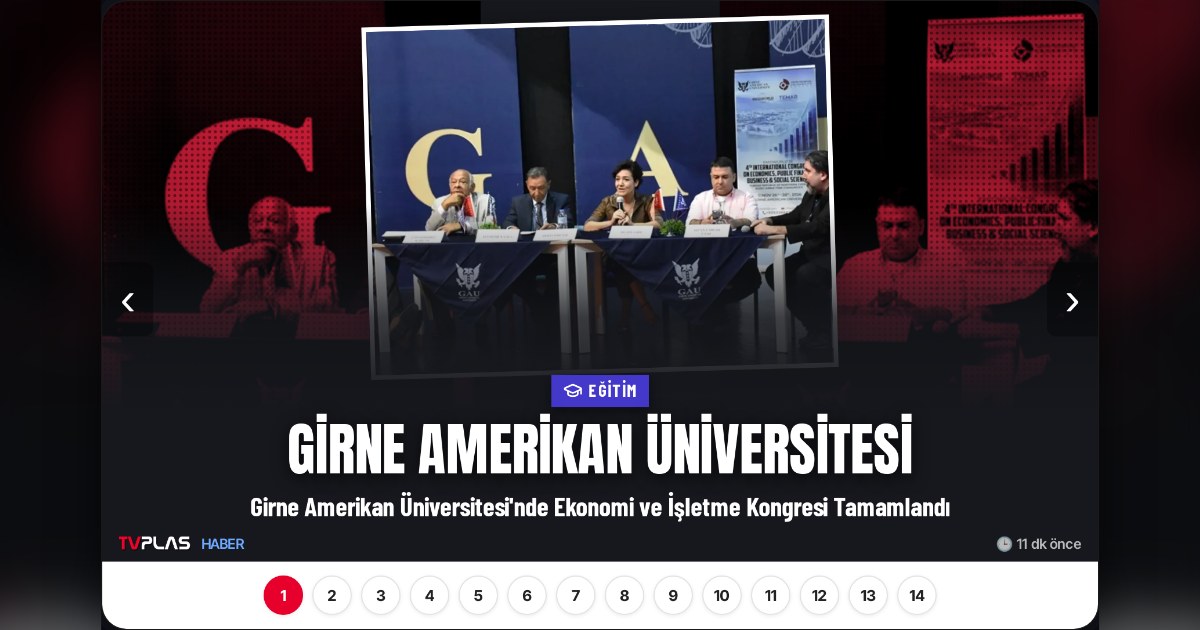 G
A
4TH INTERNATIONAL CONGRESS
ON ECONOMICS, PUBLIC FINANCE
BUSINESS & SOCIAL SCIENCES
GAU
GAU
EĞİTİM
GİRNE AMERİKAN ÜNİVERSİTESİ
Girne Amerikan Üniversitesi'nde Ekonomi ve İşletme Kongresi Tamamlandı
TVPLAS HABER
11 dk önce
1 2 3 4 5 6 7 8 9 10 11 12 13 14